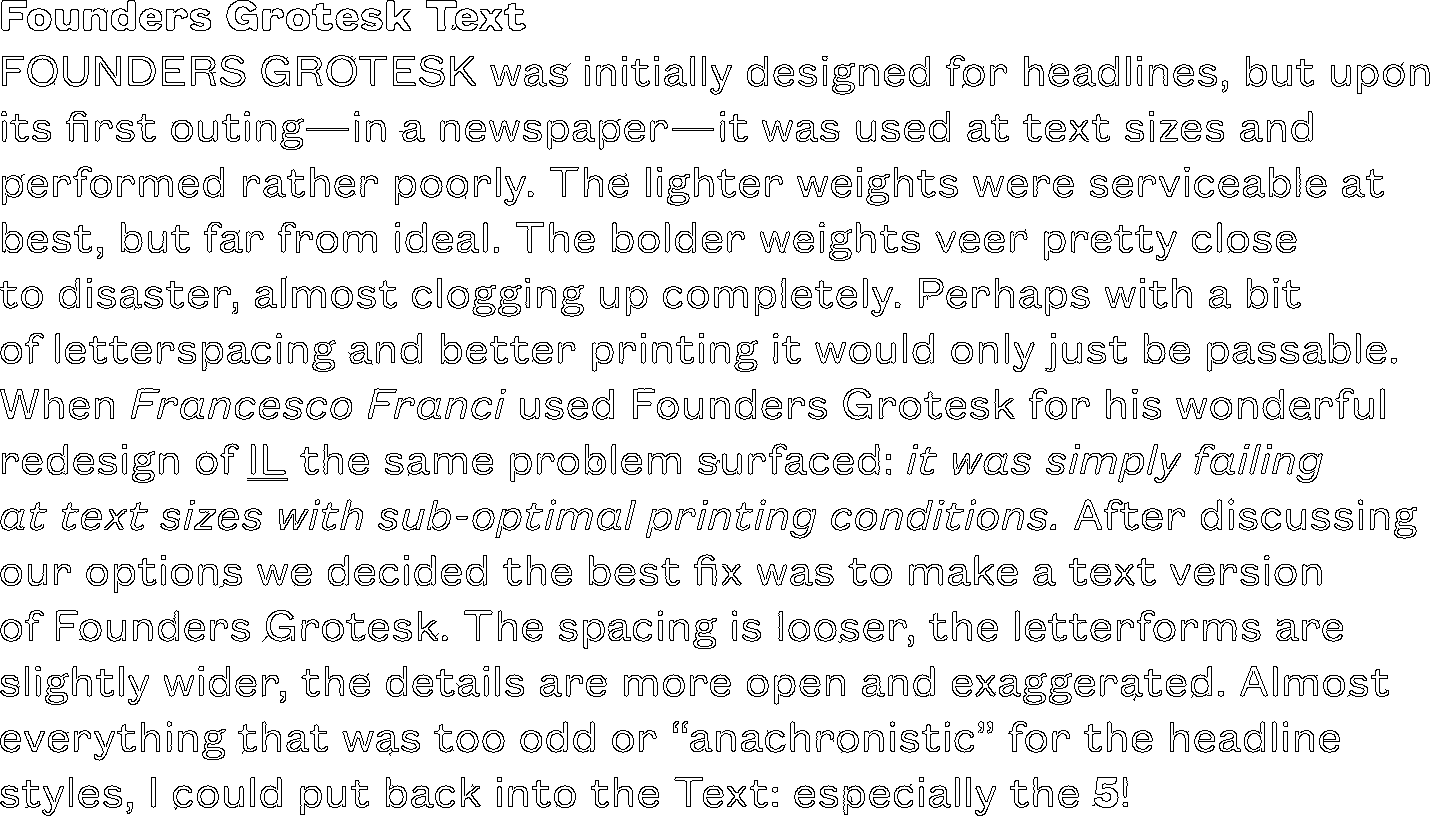 Founders Grotesk Text
FOUNDERS GROTESK was initially designed for headlines, but upon
its first outing—in a newspaper—it was used at text sizes and
performed rather poorly. The lighter weights were serviceable at
best, but far from ideal. The bolder weights veer pretty close
to disaster, almost clogging up completely. Perhaps with a bit
of letterspacing and better printing it would only just be passable.
When Francesco Franci used Founders Grotesk for his wonderful
redesign of IL the same problem surfaced: it was simply failing
at text sizes with sub-optimal printing conditions. After discussing
our options we decided the best fix was to make a text version
of Founders Grotesk. The spacing is looser, the letterforms are
slightly wider, the details are more open and exaggerated. Almost
everything that was too odd or “anachronistic” for the headline
styles, I could put back into the Text: especially the 5!